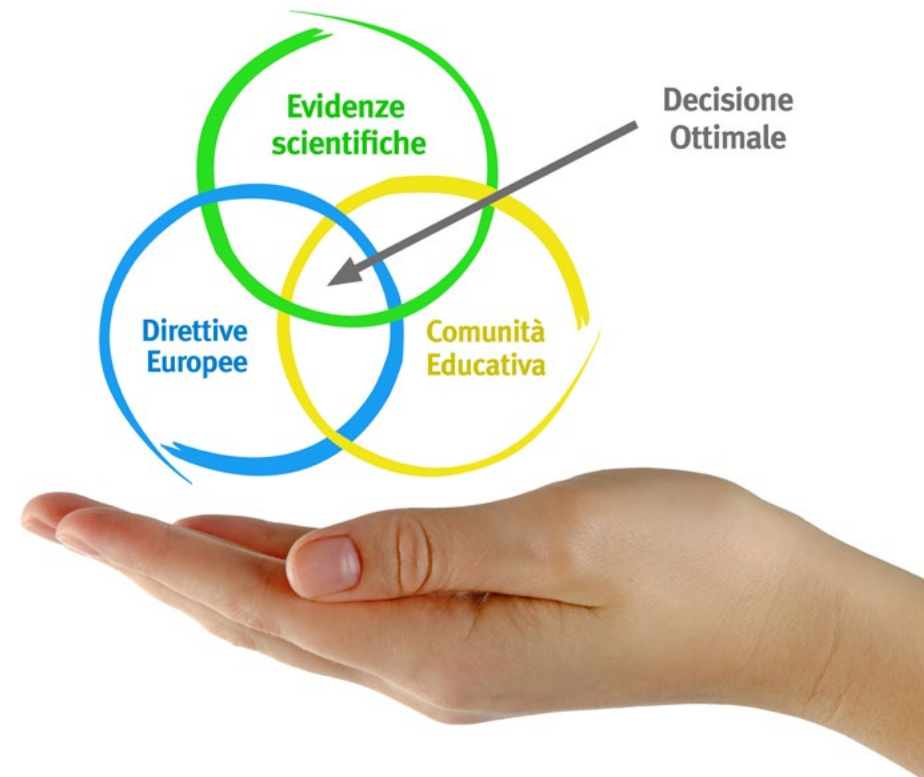 Evidenze
scientifiche
Decisione
Ottimale
Direttive
Europee
Comunità
Educativa